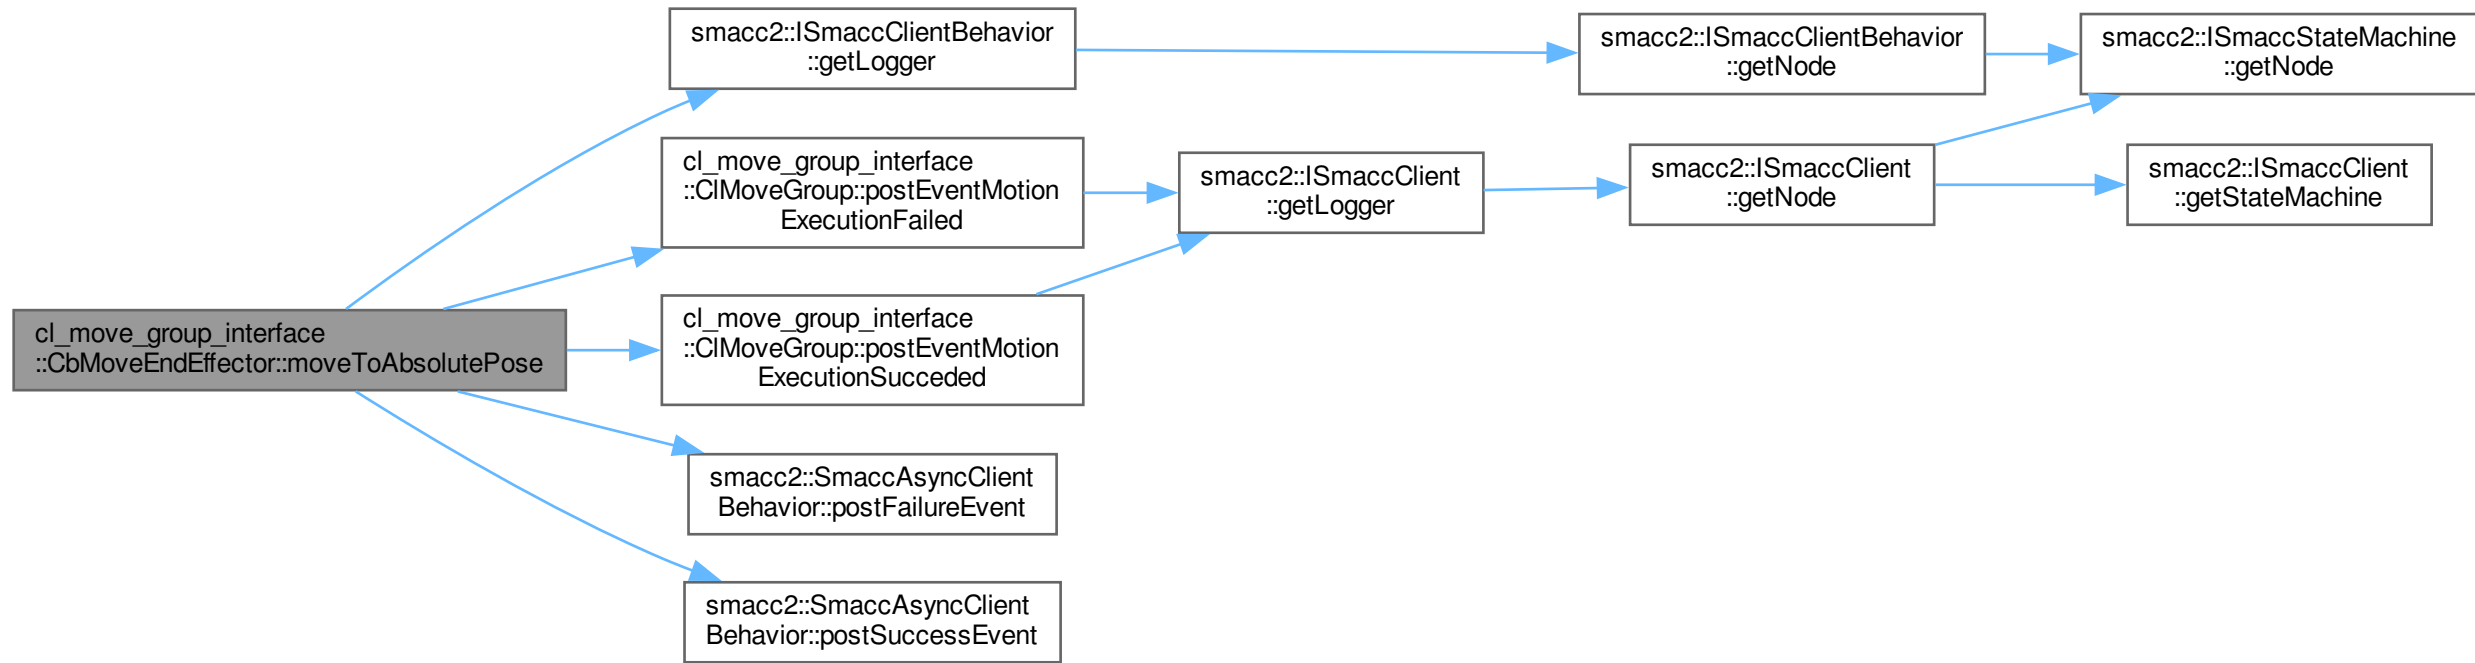 smacc2::ISmaccClientBehavior
::getLogger
smacc2::ISmaccClientBehavior
::getNode
smacc2::ISmaccStateMachine
::getNode
cl_move_group_interface
::ClMoveGroup::postEventMotion
ExecutionFailed
smacc2::ISmaccClient
::getLogger
smacc2::ISmaccClient
::getNode
smacc2::ISmaccClient
::getStateMachine
cl_move_group_interface
::CbMoveEndEffector::moveToAbsolutePose
cl_move_group_interface
::ClMoveGroup::postEventMotion
ExecutionSucceded
smacc2::SmaccAsyncClient
Behavior::postFailureEvent
smacc2::SmaccAsyncClient
Behavior::postSuccessEvent